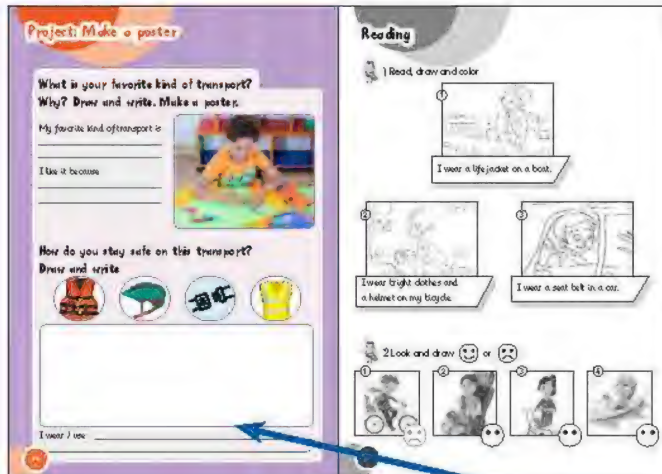 Project: Make a poster
What is your favorite kind of transport?
Why? Draw and write. Make a poster.
My favorite kind of transport is
I like it because
How do you stay safe on this transport?
Draw and write
I wear / use
Reading
1 Read, draw and color
1
I wear a life jacket on a boat.
2
3
I wear bright clothes and
a helmet on my bicycle
I wear a seat belt in a car.
2 Look and draw or
1
2
3
4